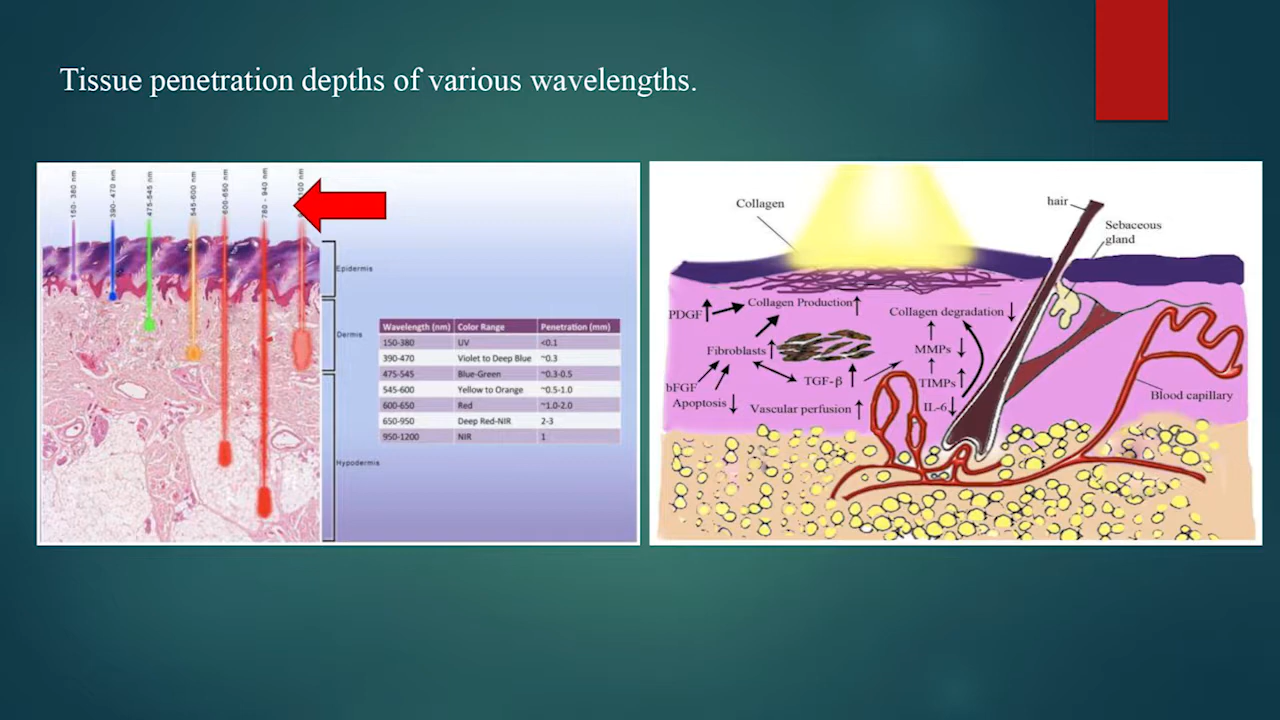 Tissue penetration depths of various wavelengths.
150- 380 nm
390- 470 nm
475-545 nm
545-600 nm
600-650 nm
780 - 940 nm
100 nm
Epidermis
Dermis
Hypodermis
Wavelength (nm) Color Range Penetration (mm)
150-380 UV <0.1
390-470 Violet to Deep Blue ~0.3
475-545 Blue-Green ~0.3-0.5
545-600 Yellow to Orange ~0.5-1.0
600-650 Red ~1.0-2.0
650-950 Deep Red-NIR 2-3
950-1200 NIR 1
Collagen
hair
Sebaceous
gland
PDGF
Collagen Production
Collagen degradation
Fibroblasts
MMPs
bFGF
TGF-β
TIMPs
Apoptosis
Vascular perfusion
IL-6
Blood capillary